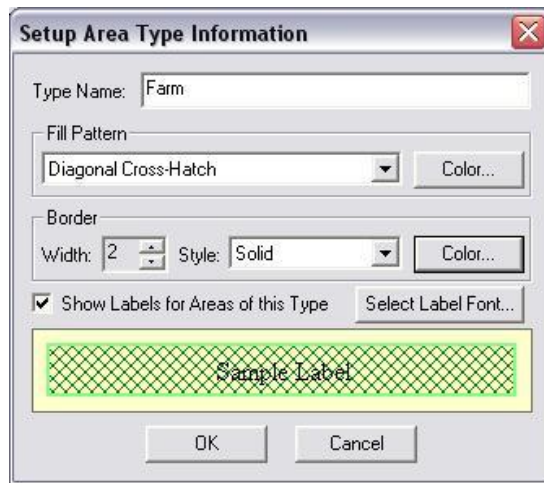 Setup Area Type Information
Type Name: Farm
Fill Pattern
Diagonal Cross-Hatch Color...
Border
Width: 2 Style: Solid Color...
Show Labels for Areas of this Type Select Label Font...
Sample Label
OK Cancel